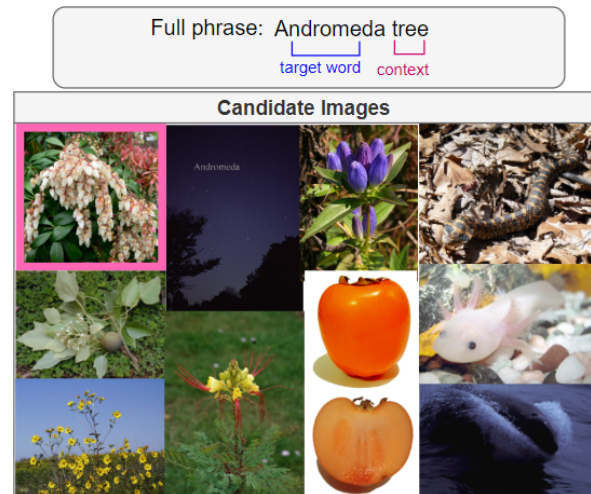 Full phrase: Andromeda tree
target word context
Candidate Images
Andromeda